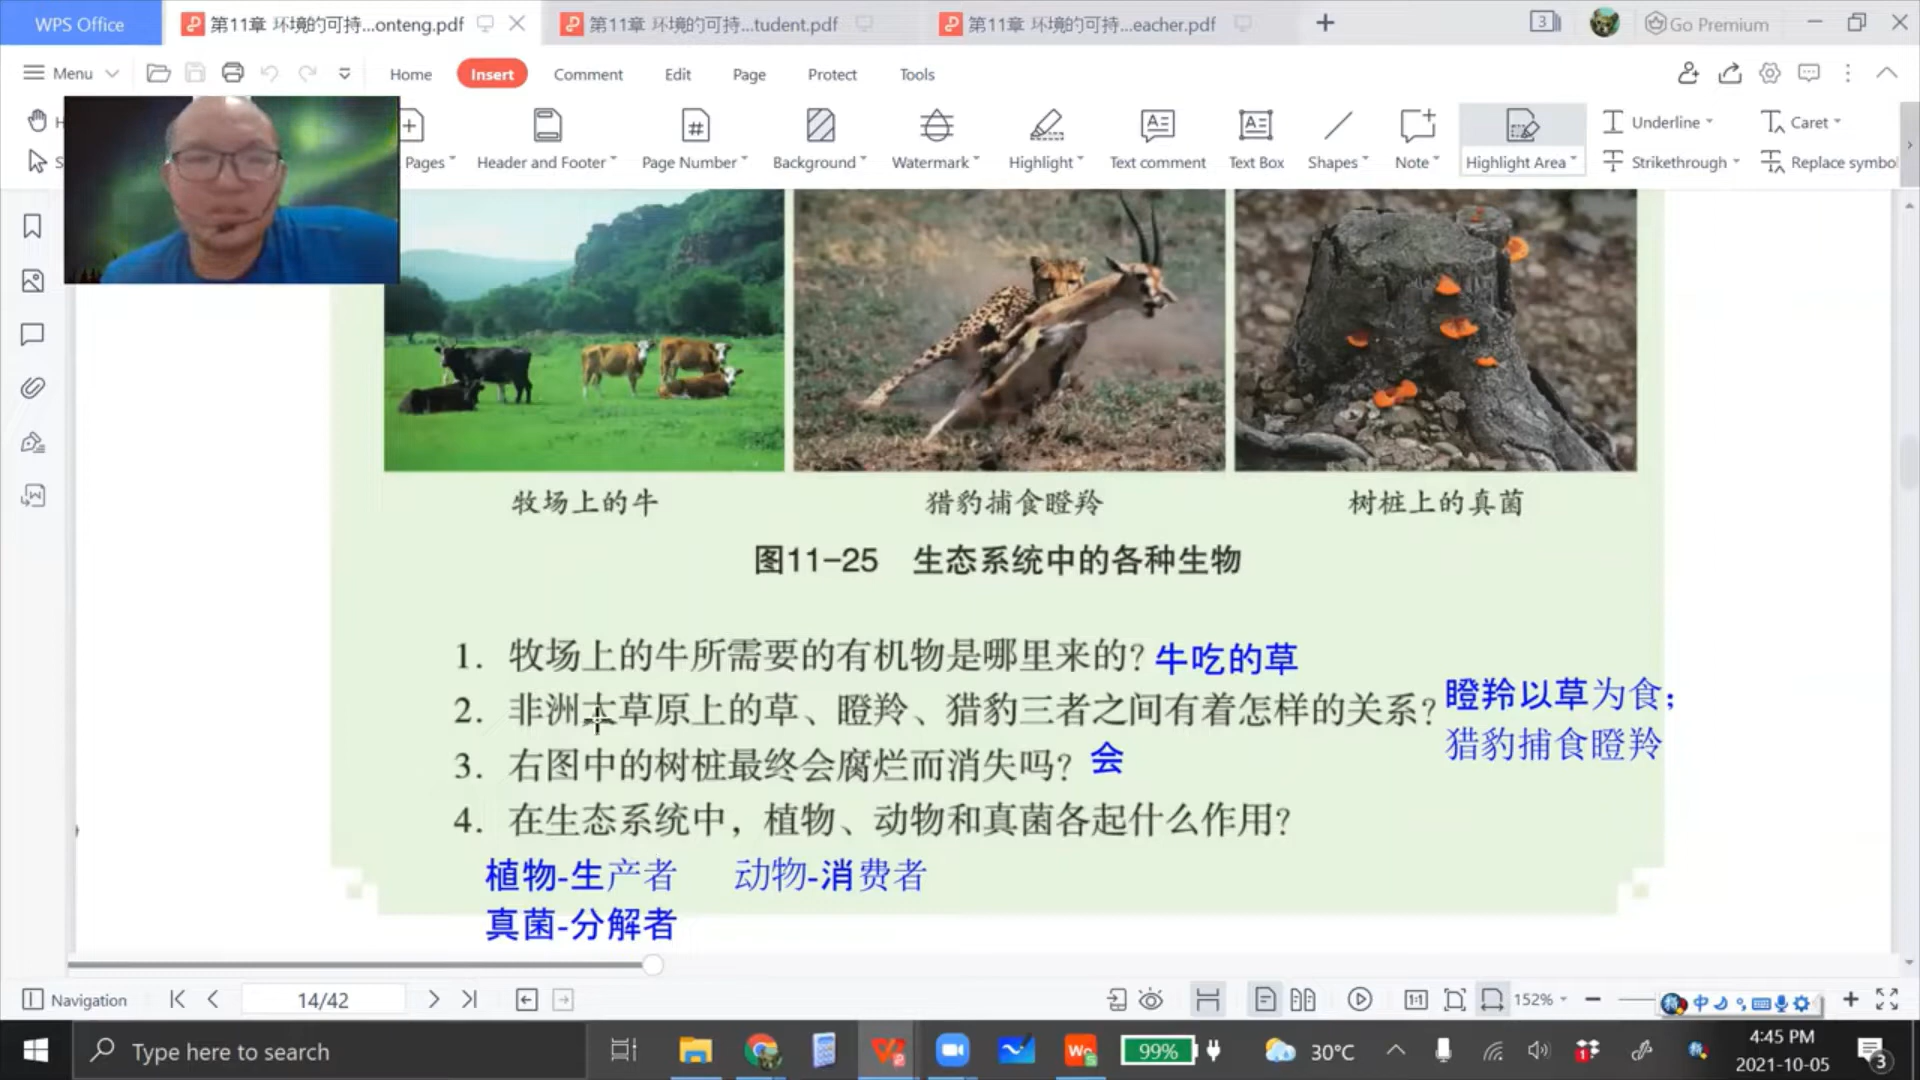 WPS Office
第11章 环境的可持...onteng.pdf
第11章 环境的可持...tudent.pdf
第11章 环境的可持...eacher.pdf
3
Go Premium
Menu
Home
Insert
Comment
Edit
Page
Protect
Tools
H
S
Pages
Header and Footer
Page Number
Background
Watermark
Highlight
Text comment
Text Box
Shapes
Note
Highlight Area
Underline
Strikethrough
Caret
Replace symbol
牧场上的牛
猎豹捕食瞪羚
树桩上的真菌
图11-25 生态系统中的各种生物
1. 牧场上的牛所需要的有机物是哪里来的? 牛吃的草
2. 非洲大草原上的草、瞪羚、猎豹三者之间有着怎样的关系? 瞪羚以草为食;
猎豹捕食瞪羚
3. 右图中的树桩最终会腐烂而消失吗? 会
4. 在生态系统中, 植物、动物和真菌各起什么作用?
植物-生产者 动物-消费者
真菌-分解者
Navigation
14/42
1:1
152%
中
Type here to search
99%
30°C
4:45 PM
2021-10-05
3